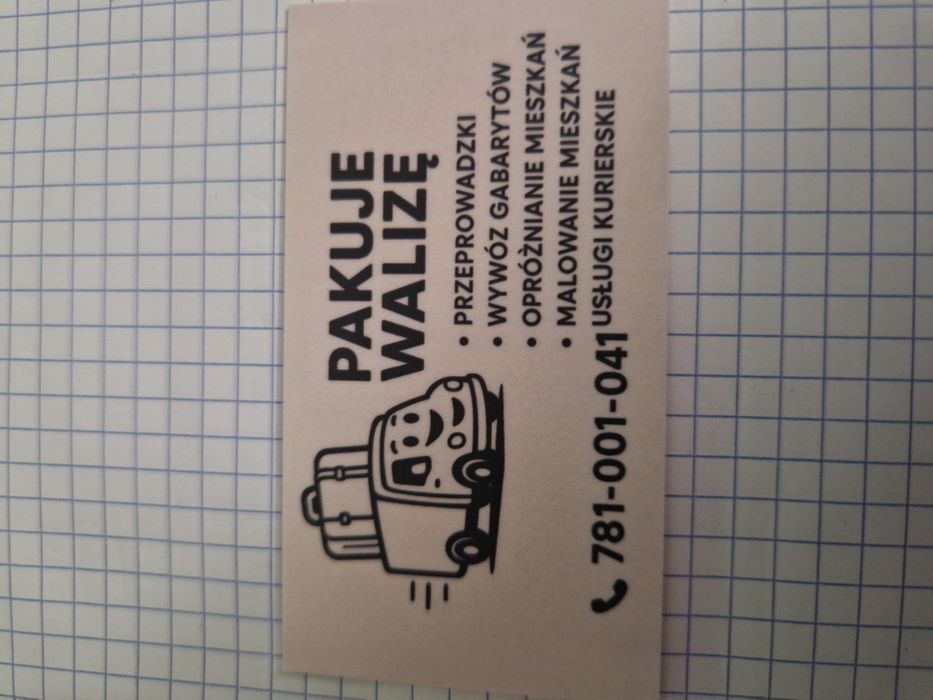 PAKUJE
WALIZĘ
• PRZEPROWADZKI
• WYWÓZ GABARYTÓW
• OPRÓŻNIANIE MIESZKAŃ
• MALOWANIE MIESZKAŃ
USŁUGI KURIERSKIE
781-001-041